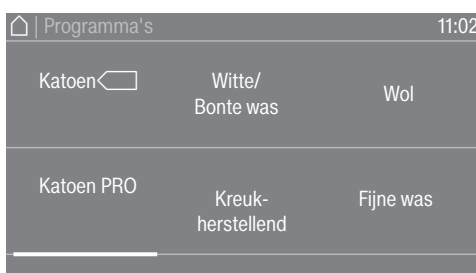 | Programma's 11:02
Katoen
Witte/
Bonte was
Wol
Katoen PRO
Kreuk-
herstellend
Fijne was